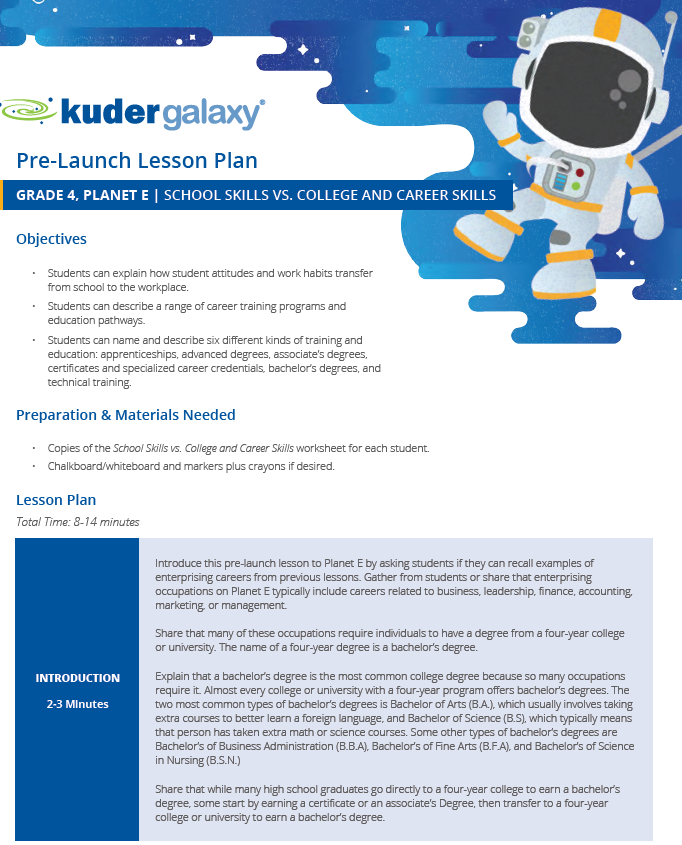 kuder galaxy®
Pre-Launch Lesson Plan
GRADE 4, PLANET E | SCHOOL SKILLS VS. COLLEGE AND CAREER SKILLS
Objectives
• Students can explain how student attitudes and work habits transfer
from school to the workplace.
• Students can describe a range of career training programs and
education pathways.
• Students can name and describe six different kinds of training and
education: apprenticeships, advanced degrees, associate's degrees,
certificates and specialized career credentials, bachelor's degrees, and
technical training.
Preparation & Materials Needed
• Copies of the School Skills vs. College and Career Skills worksheet for each student.
• Chalkboard/whiteboard and markers plus crayons if desired.
Lesson Plan
Total Time: 8-14 minutes
INTRODUCTION
2-3 MInutes
Introduce this pre-launch lesson to Planet E by asking students if they can recall examples of
enterprising careers from previous lessons. Gather from students or share that enterprising
occupations on Planet E typically include careers related to business, leadership, finance, accounting,
marketing, or management.
Share that many of these occupations require individuals to have a degree from a four-year college
or university. The name of a four-year degree is a bachelor's degree.
Explain that a bachelor's degree is the most common college degree because so many occupations
require it. Almost every college or university with a four-year program offers bachelor's degrees. The
two most common types of bachelor's degrees is Bachelor of Arts (B.A.), which usually involves taking
extra courses to better learn a foreign language, and Bachelor of Science (B.S), which typically means
that person has taken extra math or science courses. Some other types of bachelor's degrees are
Bachelor's of Business Administration (B.B.A), Bachelor's of Fine Arts (B.F.A), and Bachelor's of Science
in Nursing (B.S.N.)
Share that while many high school graduates go directly to a four-year college to earn a bachelor's
degree, some start by earning a certificate or an associate's Degree, then transfer to a four-year
college or university to earn a bachelor's degree.